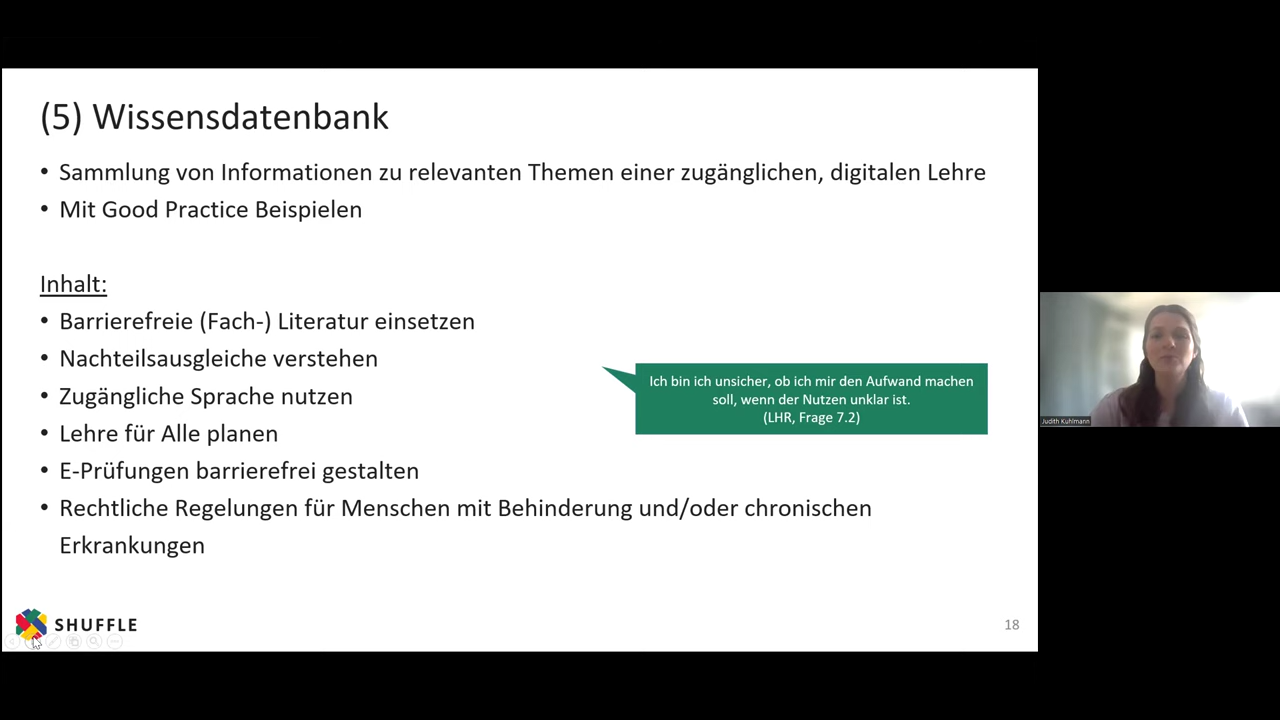 (5) Wissensdatenbank
• Sammlung von Informationen zu relevanten Themen einer zugänglichen, digitalen Lehre
• Mit Good Practice Beispielen
Inhalt:
• Barrierefreie (Fach-) Literatur einsetzen
• Nachteilsausgleiche verstehen
• Zugängliche Sprache nutzen
• Lehre für Alle planen
• E-Prüfungen barrierefrei gestalten
• Rechtliche Regelungen für Menschen mit Behinderung und/oder chronischen
Erkrankungen
Ich bin ich unsicher, ob ich mir den Aufwand machen
soll, wenn der Nutzen unklar ist.
(LHR, Frage 7.2)
SHUFFLE
18
Judith Kuhlmann